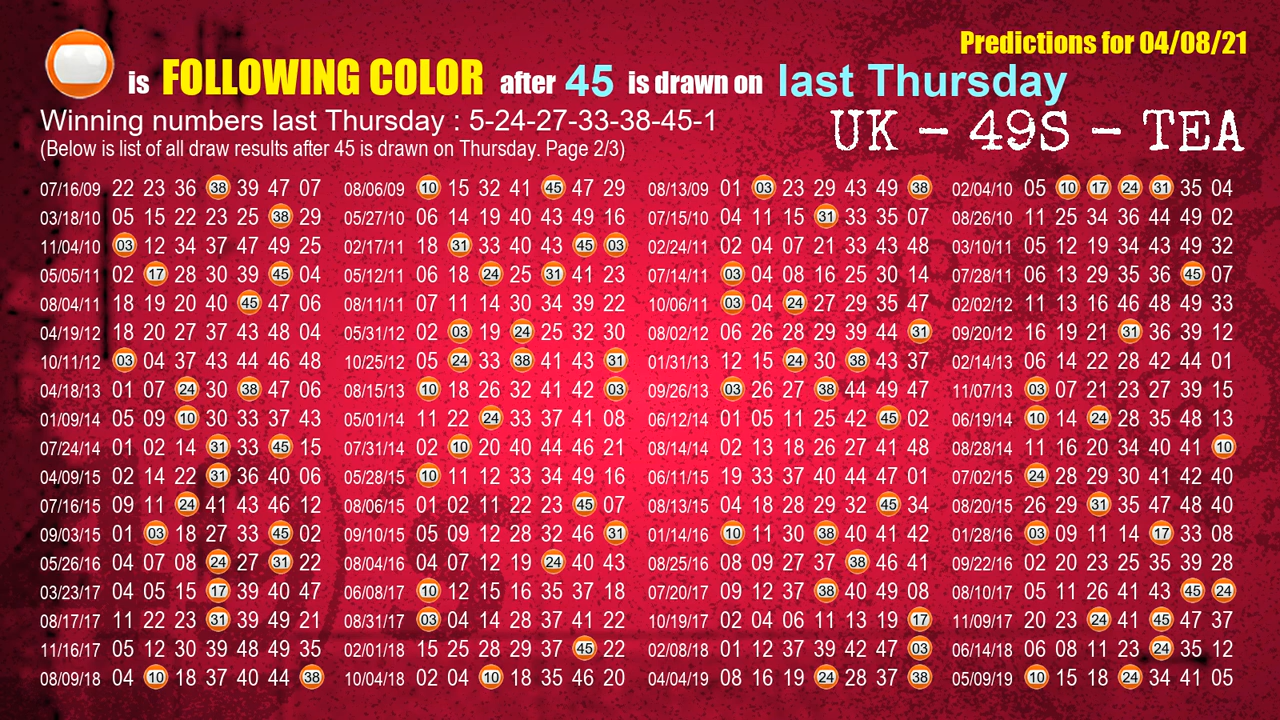 Predictions for 04/08/21
is FOLLOWING COLOR after 45 is drawn on last Thursday
Winning numbers last Thursday : 5-24-27-33-38-45-1
UK - 49S - TEA
(Below is list of all draw results after 45 is drawn on Thursday. Page 2/3)
07/16/09 22 23 36 38 39 47 07 08/06/09 10 15 32 41 45 47 29 08/13/09 01 03 23 29 43 49 38 02/04/10 05 10 17 24 31 35 04
03/18/10 05 15 22 23 25 38 29 05/27/10 06 14 19 40 43 49 16 07/15/10 04 11 15 31 33 35 07 08/26/10 11 25 34 36 44 49 02
11/04/10 03 12 34 37 47 49 25 02/17/11 18 31 33 40 43 45 03 02/24/11 02 04 07 21 33 43 48 03/10/11 05 12 19 34 43 49 32
05/05/11 02 17 28 30 39 45 04 05/12/11 06 18 24 25 31 41 23 07/14/11 03 04 08 16 25 30 14 07/28/11 06 13 29 35 36 45 07
08/04/11 18 19 20 40 45 47 06 08/11/11 07 11 14 30 34 39 22 10/06/11 03 04 24 27 29 35 47 02/02/12 11 13 16 46 48 49 33
04/19/12 18 20 27 37 43 48 04 05/31/12 02 03 19 24 25 32 30 08/02/12 06 26 28 29 39 44 31 09/20/12 16 19 21 31 36 39 12
10/11/12 03 04 37 43 44 46 48 10/25/12 05 24 33 38 41 43 31 01/31/13 12 15 24 30 38 43 37 02/14/13 06 14 22 28 42 44 01
04/18/13 01 07 24 30 38 47 06 08/15/13 10 18 26 32 41 42 03 09/26/13 03 26 27 38 44 49 47 11/07/13 03 07 21 23 27 39 15
01/09/14 05 09 10 30 33 37 43 05/01/14 11 22 24 33 37 41 08 06/12/14 01 05 11 25 42 45 02 06/19/14 10 14 24 28 35 48 13
07/24/14 01 02 14 31 33 45 15 07/31/14 02 10 20 40 44 46 21 08/14/14 02 13 18 26 27 41 48 08/28/14 11 16 20 34 40 41 10
04/09/15 02 14 22 31 36 40 06 05/28/15 10 11 12 33 34 49 16 06/11/15 19 33 37 40 44 47 01 07/02/15 24 28 29 30 41 42 40
07/16/15 09 11 24 41 43 46 12 08/06/15 01 02 11 22 23 45 07 08/13/15 04 18 28 29 32 45 34 08/20/15 26 29 31 35 47 48 40
09/03/15 01 03 18 27 33 45 02 09/10/15 05 09 12 28 32 46 31 01/14/16 10 11 30 38 40 41 42 01/28/16 03 09 11 14 17 33 08
05/26/16 04 07 08 24 27 31 22 08/04/16 04 07 12 19 24 40 43 08/25/16 08 09 27 37 38 46 41 09/22/16 02 20 23 25 35 39 28
03/23/17 04 05 15 17 39 40 47 06/08/17 10 12 15 16 35 37 18 07/20/17 09 12 37 38 40 49 08 08/10/17 05 11 26 41 43 45 24
08/17/17 11 22 23 31 39 49 21 08/31/17 03 04 14 28 37 41 22 10/19/17 02 04 06 11 13 19 17 11/09/17 20 23 24 41 45 47 37
11/16/17 05 12 30 39 48 49 35 02/01/18 15 25 28 29 37 45 22 02/08/18 01 12 37 39 42 47 03 06/14/18 06 08 11 23 24 35 12
08/09/18 04 10 18 37 40 44 38 10/04/18 02 04 10 18 35 46 20 04/04/19 08 16 19 24 28 37 38 05/09/19 10 15 18 24 34 41 05